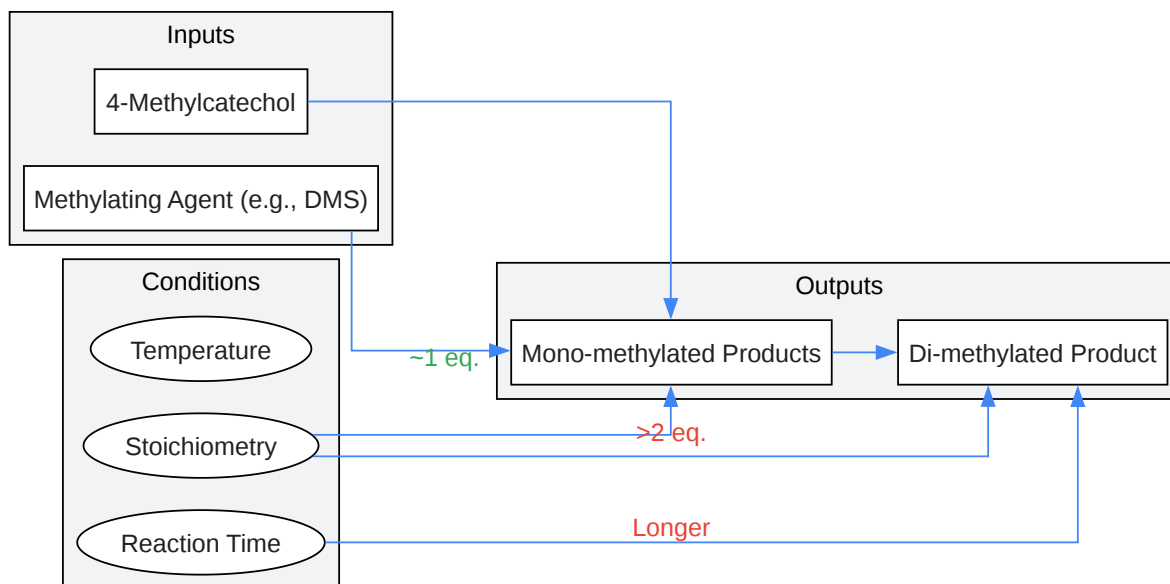 Inputs
4-Methylcatechol
Methylating Agent (e.g., DMS)
Conditions
Temperature
Stoichiometry
Reaction Time
~1 eq.
>2 eq.
Longer
Outputs
Mono-methylated Products
Di-methylated Product